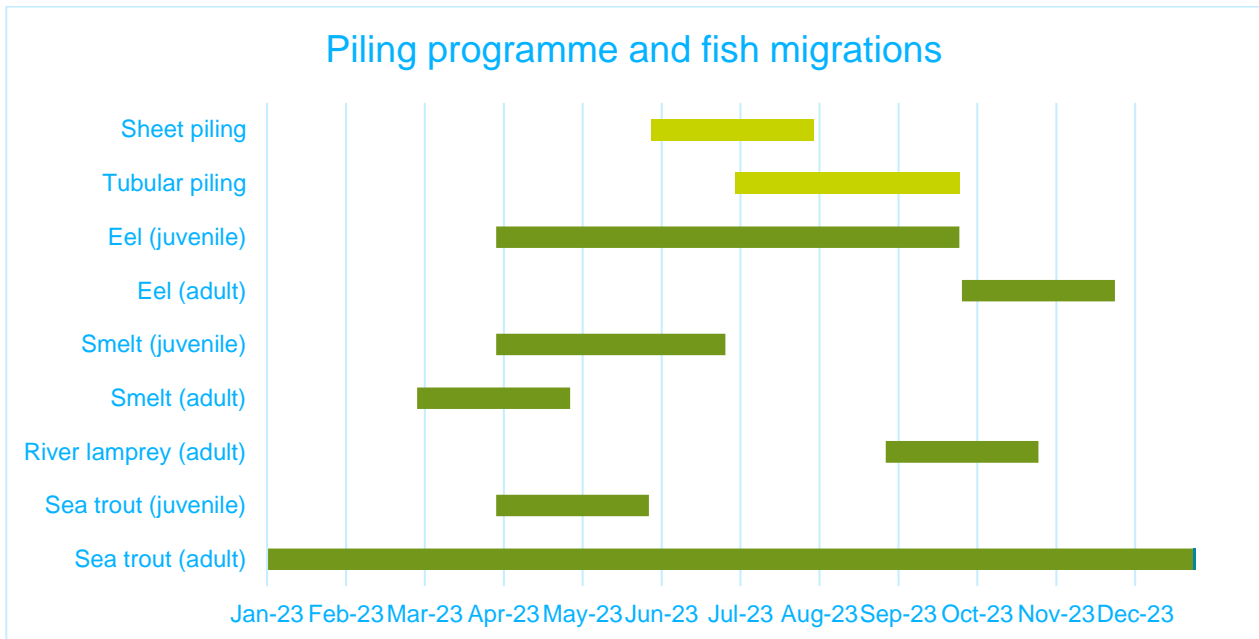 Piling programme and fish migrations
Sheet piling
Tubular piling
Eel (juvenile)
Eel (adult)
Smelt (juvenile)
Smelt (adult)
River lamprey (adult)
Sea trout (juvenile)
Sea trout (adult)
Jan-23 Feb-23 Mar-23 Apr-23 May-23 Jun-23 Jul-23 Aug-23 Sep-23 Oct-23 Nov-23 Dec-23